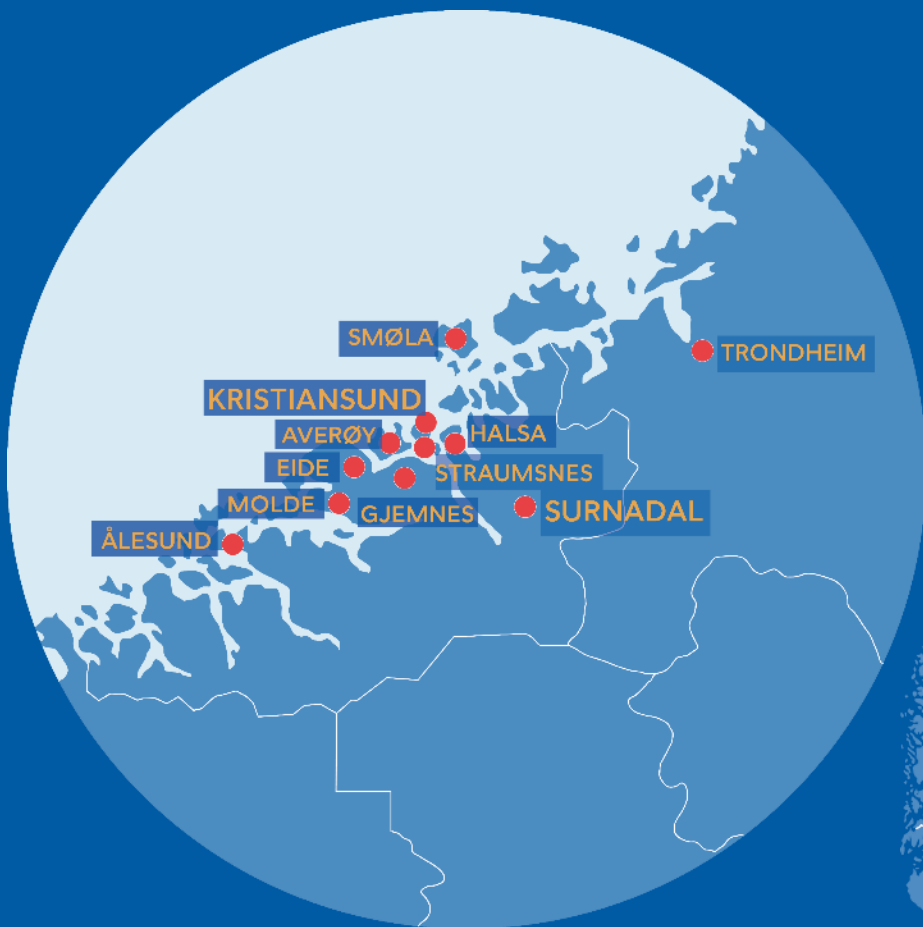 SMØLA
TRONDHEIM
KRISTIANSUND
AVERØY
HALSA
EIDE
STRAUMSNES
MOLDE
GJEMNES
SURNADAL
ÅLESUND